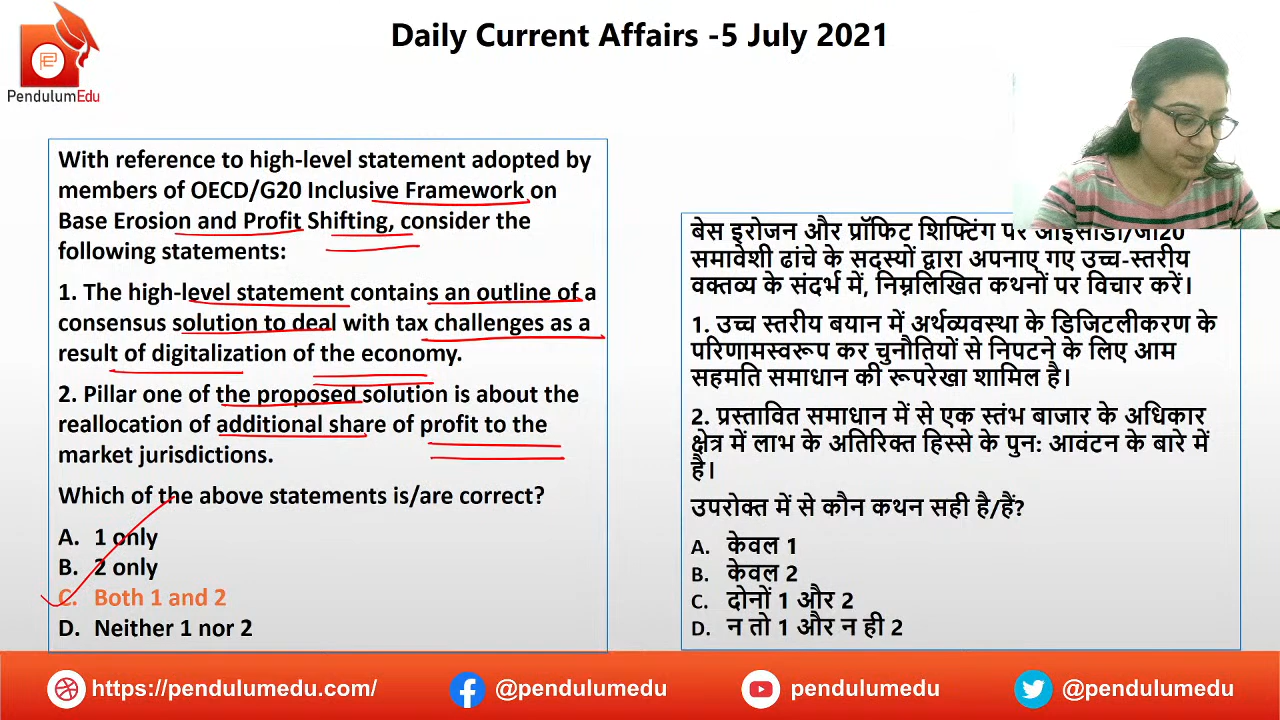 Daily Current Affairs -5 July 2021
PendulumEdu
With reference to high-level statement adopted by
members of OECD/G20 Inclusive Framework on
Base Erosion and Profit Shifting, consider the
following statements:
1. The high-level statement contains an outline of a
consensus solution to deal with tax challenges as a
result of digitalization of the economy.
2. Pillar one of the proposed solution is about the
reallocation of additional share of profit to the
market jurisdictions.
Which of the above statements is/are correct?
A. 1 only
B. 2 only
C. Both 1 and 2
D. Neither 1 nor 2
बेस इरोजन और प्रॉफिट शिफ्टिंग पर ओईसीडी/जी20
समावेशी ढांचे के सदस्यों द्वारा अपनाए गए उच्च-स्तरीय
वक्तव्य के संदर्भ में, निम्नलिखित कथनों पर विचार करें।
1. उच्च स्तरीय बयान में अर्थव्यवस्था के डिजिटलीकरण के
परिणामस्वरूप कर चुनौतियों से निपटने के लिए आम
सहमति समाधान की रूपरेखा शामिल है।
2. प्रस्तावित समाधान में से एक स्तंभ बाजार के अधिकार
क्षेत्र में लाभ के अतिरिक्त हिस्से के पुन: आवंटन के बारे में
है।
उपरोक्त में से कौन कथन सही है/हैं?
A. केवल 1
B. केवल 2
C. दोनों 1 और 2
D. न तो 1 और न ही 2
https://pendulumedu.com/
@pendulumedu
pendulumedu
@pendulumedu